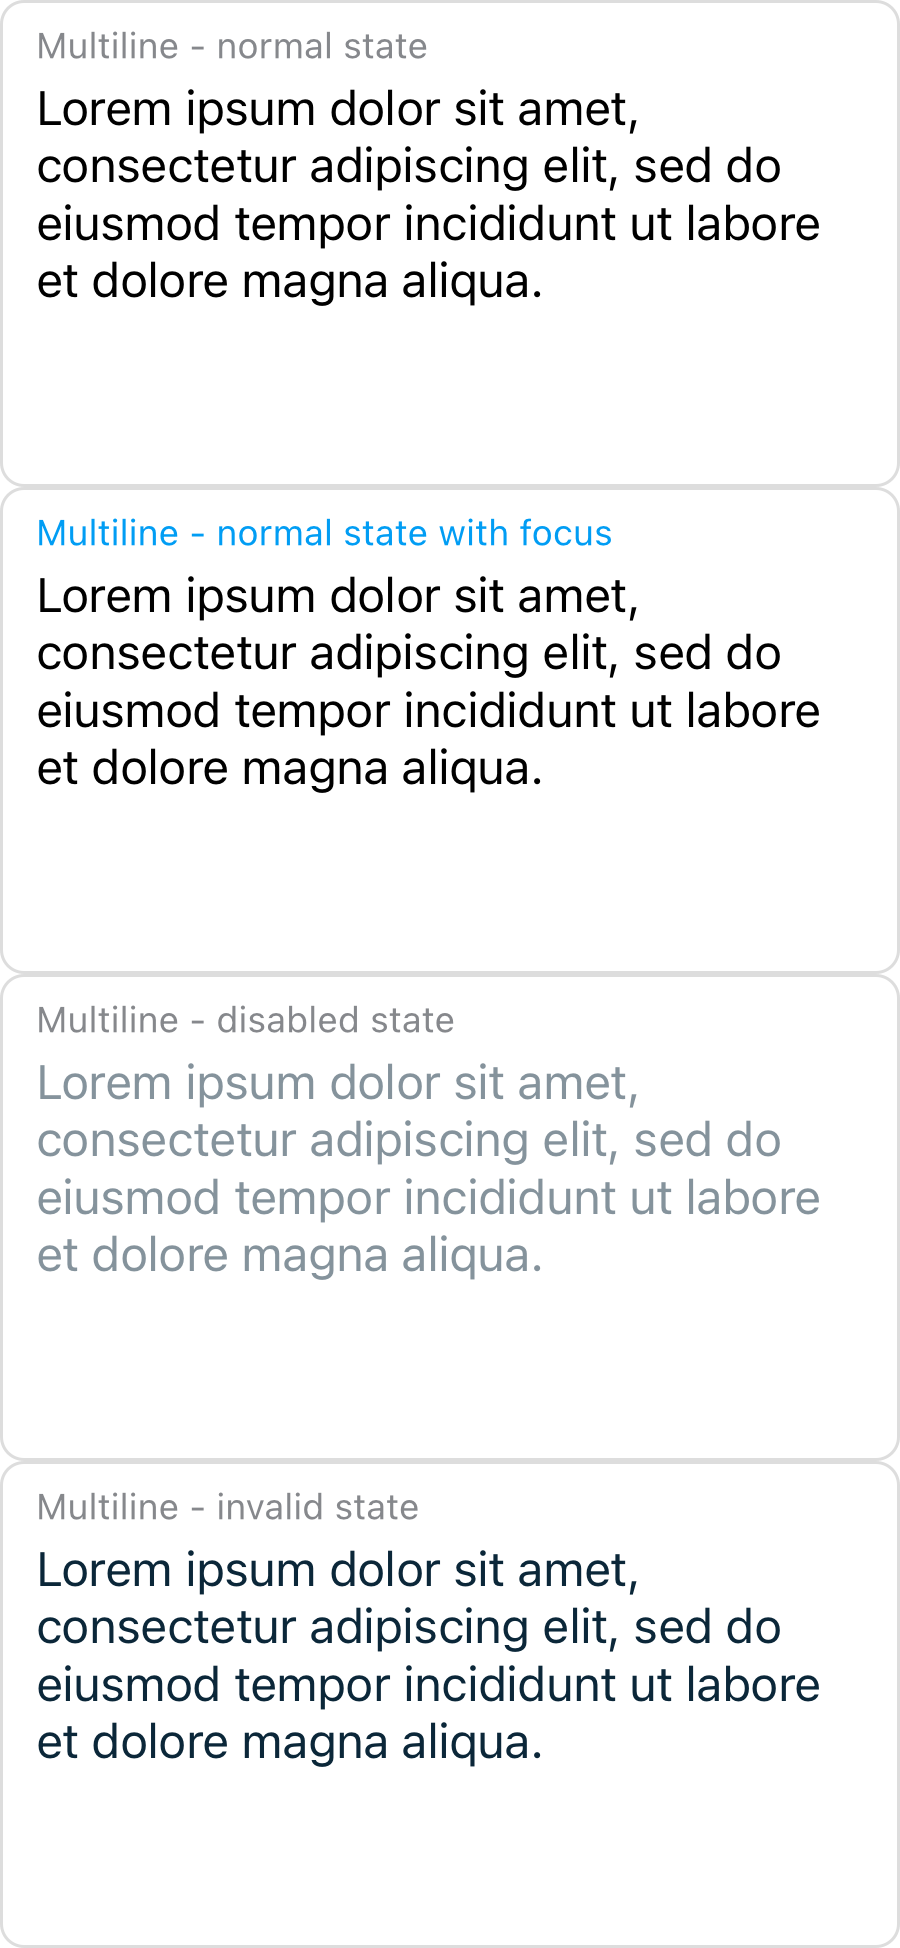 Multiline - normal state
Lorem ipsum dolor sit amet,
consectetur adipiscing elit, sed do
eiusmod tempor incididunt ut labore
et dolore magna aliqua.
Multiline - normal state with focus
Lorem ipsum dolor sit amet,
consectetur adipiscing elit, sed do
eiusmod tempor incididunt ut labore
et dolore magna aliqua.
Multiline - disabled state
Lorem ipsum dolor sit amet,
consectetur adipiscing elit, sed do
eiusmod tempor incididunt ut labore
et dolore magna aliqua.
Multiline - invalid state
Lorem ipsum dolor sit amet,
consectetur adipiscing elit, sed do
eiusmod tempor incididunt ut labore
et dolore magna aliqua.